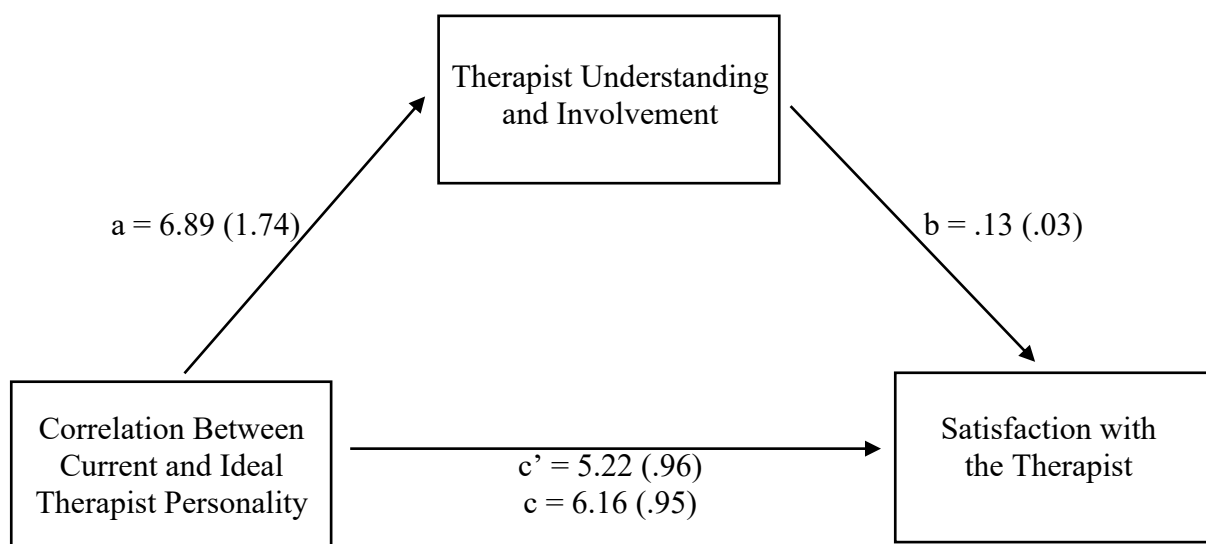 Therapist Understanding
and Involvement
a = 6.89 (1.74)
b = .13 (.03)
Correlation Between
Current and Ideal
Therapist Personality
c’ = 5.22 (.96)
c = 6.16 (.95)
Satisfaction with
the Therapist